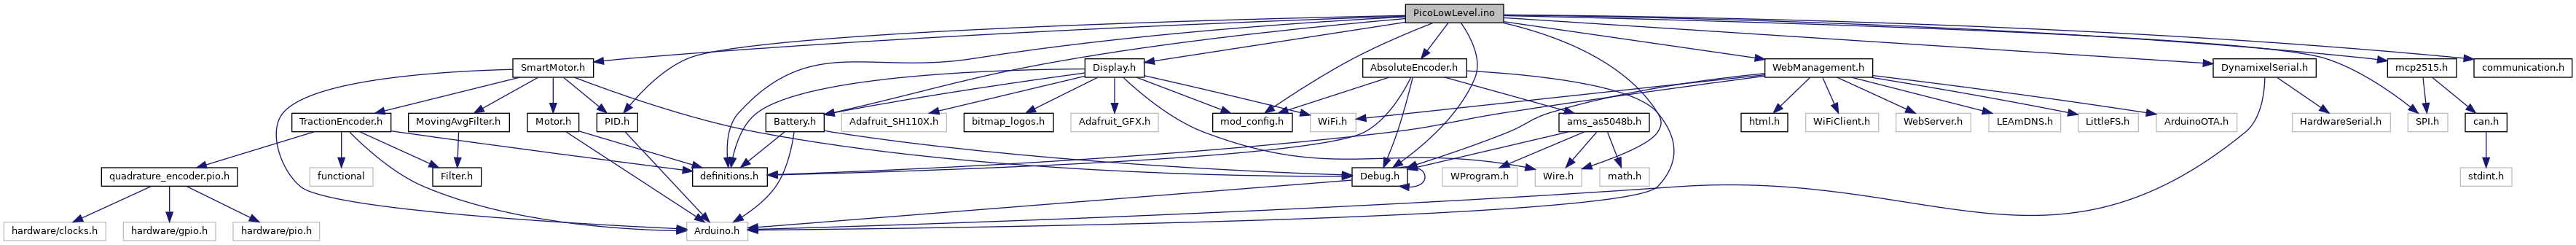 PicoLowLevel.ino
SmartMotor.h
Display.h
AbsoluteEncoder.h
WebManagement.h
DynamixelSerial.h
mcp2515.h
communication.h
TractionEncoder.h
MovingAvgFilter.h
Motor.h
PID.h
Battery.h
Adafruit_SH110X.h
bitmap_logos.h
Adafruit_GFX.h
mod_config.h
WiFi.h
ams_as5048b.h
html.h
WiFiClient.h
WebServer.h
LEAmDNS.h
LittleFS.h
ArduinoOTA.h
HardwareSerial.h
SPI.h
can.h
quadrature_encoder.pio.h
functional
Filter.h
definitions.h
Debug.h
WProgram.h
Wire.h
math.h
stdint.h
hardware/clocks.h
hardware/gpio.h
hardware/pio.h
Arduino.h